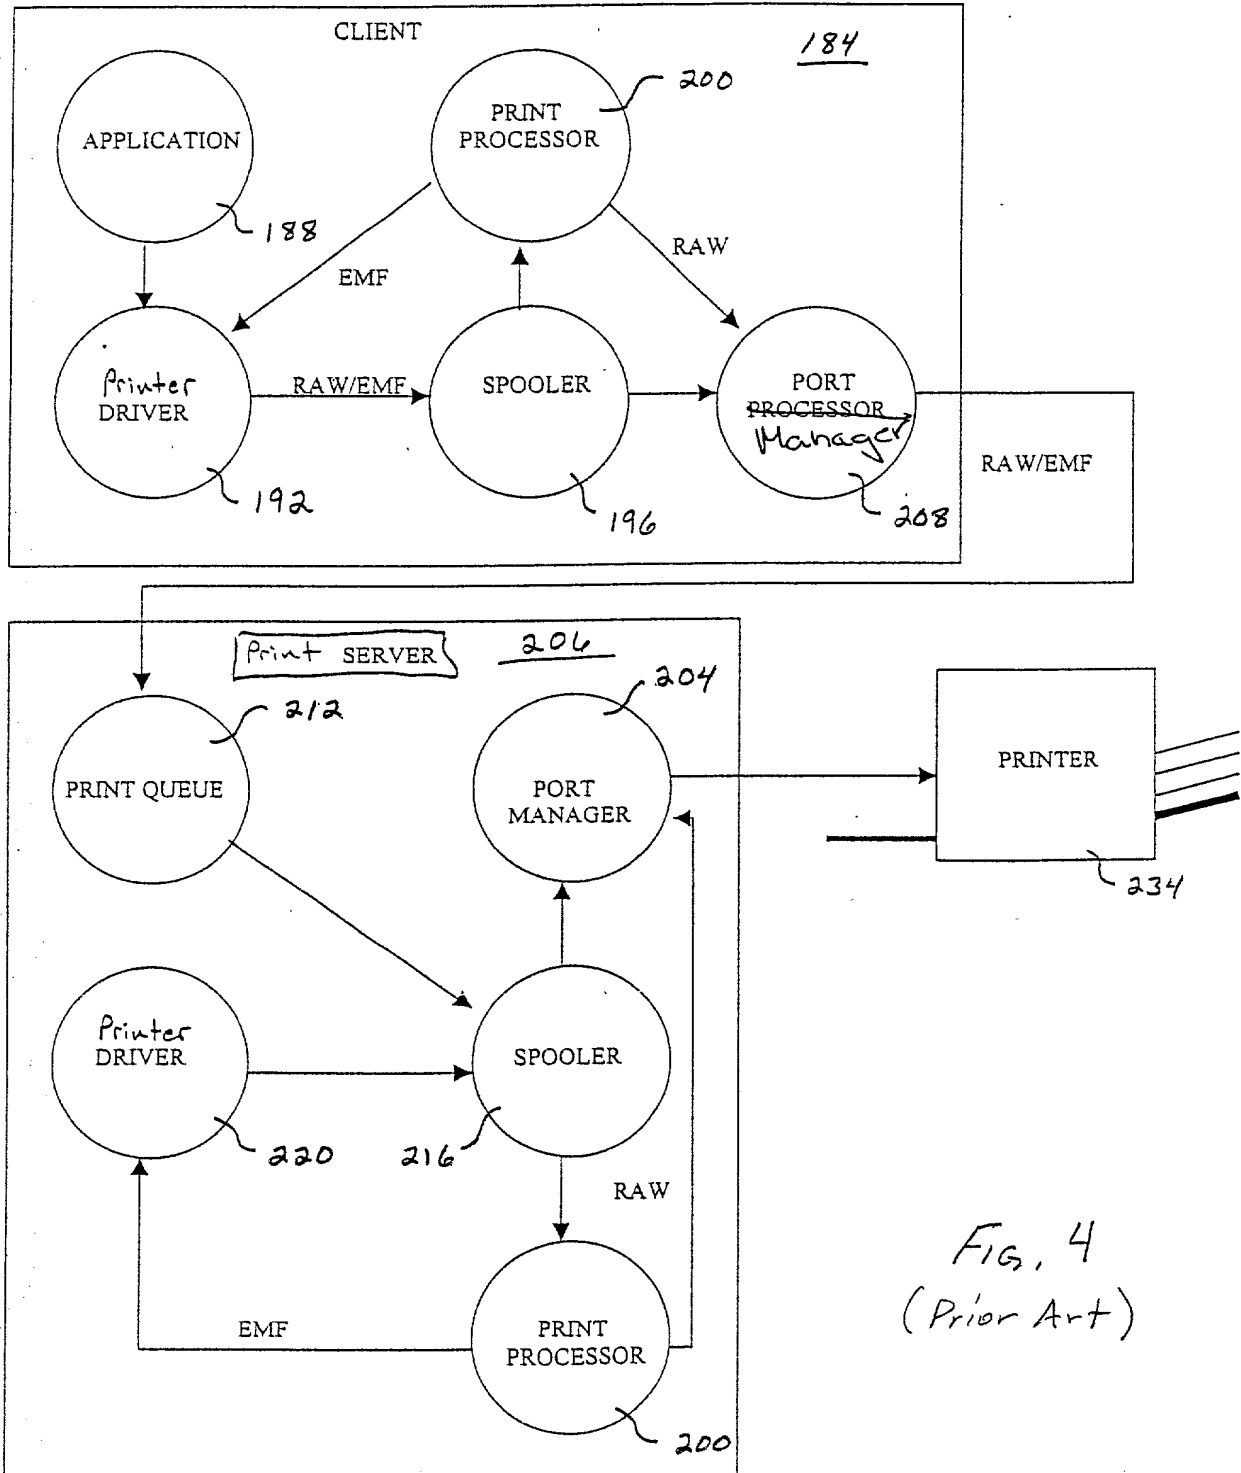 CLIENT
184
200
PRINT
PROCESSOR
APPLICATION
188
RAW
EMF
Printer
DRIVER
RAW/EMF
SPOOLER
PORT
PROCESSOR
Manager
RAW/EMF
192
196
208
Print SERVER
206
204
212
PRINT QUEUE
PORT
MANAGER
PRINTER
234
Printer
DRIVER
SPOOLER
220
216
RAW
EMF
PRINT
PROCESSOR
200
FIG. 4
(Prior Art)